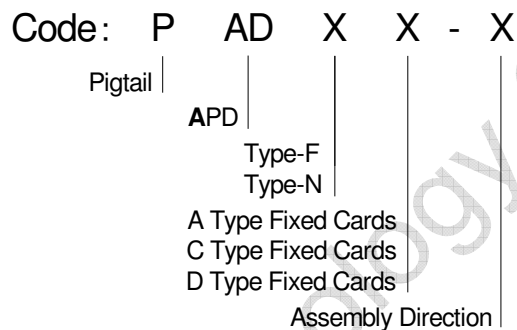 Code: P AD X X - X
Pigtail
APD
Type-F
Type-N
A Type Fixed Cards
C Type Fixed Cards
D Type Fixed Cards
Assembly Direction